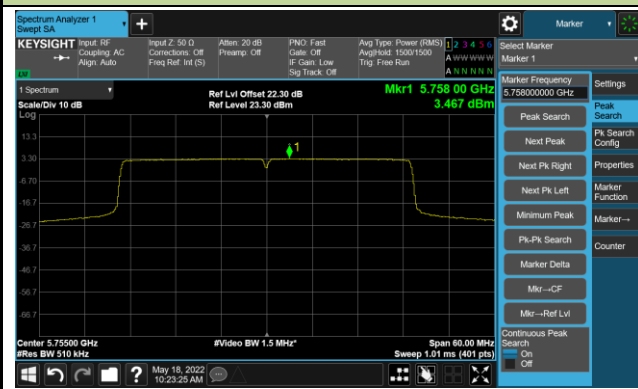 Spectrum Analyzer 1
Swept SA
+
Marker
KEYSIGHT
Input: RF
Coupling: AC
Align: Auto
Input Z: 50 Ω
Corrections: Off
Freq Ref: Int (S)
Atten: 20 dB
Preamp: Off
PNO: Fast
Gate: Off
IF Gain: Low
Sig Track: Off
Avg Type: Power (RMS)
Avg|Hold: 1500/1500
Trig: Free Run
1 2 3 4 5 6
A W W W W W
A N N N N N
Select Marker
Marker 1
1 Spectrum
Scale/Div 10 dB
Log
Ref Lvl Offset 22.30 dB
Ref Level 23.30 dBm
Mkr1 5.758 00 GHz
3.467 dBm
1
13.3
3.30
-6.70
-16.7
-26.7
-36.7
-46.7
-56.7
-66.7
Center 5.75500 GHz
#Res BW 510 kHz
#Video BW 1.5 MHz*
Span 60.00 MHz
Sweep 1.01 ms (401 pts)
Marker Frequency
5.758000000 GHz
Peak Search
Next Peak
Next Pk Right
Next Pk Left
Minimum Peak
Pk-Pk Search
Marker Delta
Mkr→CF
Mkr→Ref Lvl
Continuous Peak
Search
On
Off
Settings
Peak
Search
Pk Search
Config
Properties
Marker
Function
Marker→
Counter
?
May 18, 2022
10:23:25 AM